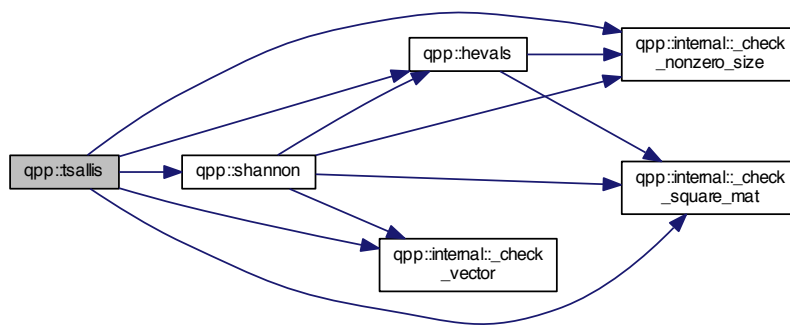 qpp::tsallis
qpp::shannon
qpp::hevals
qpp::internal::_check
_vector
qpp::internal::_check
_nonzero_size
qpp::internal::_check
_square_mat